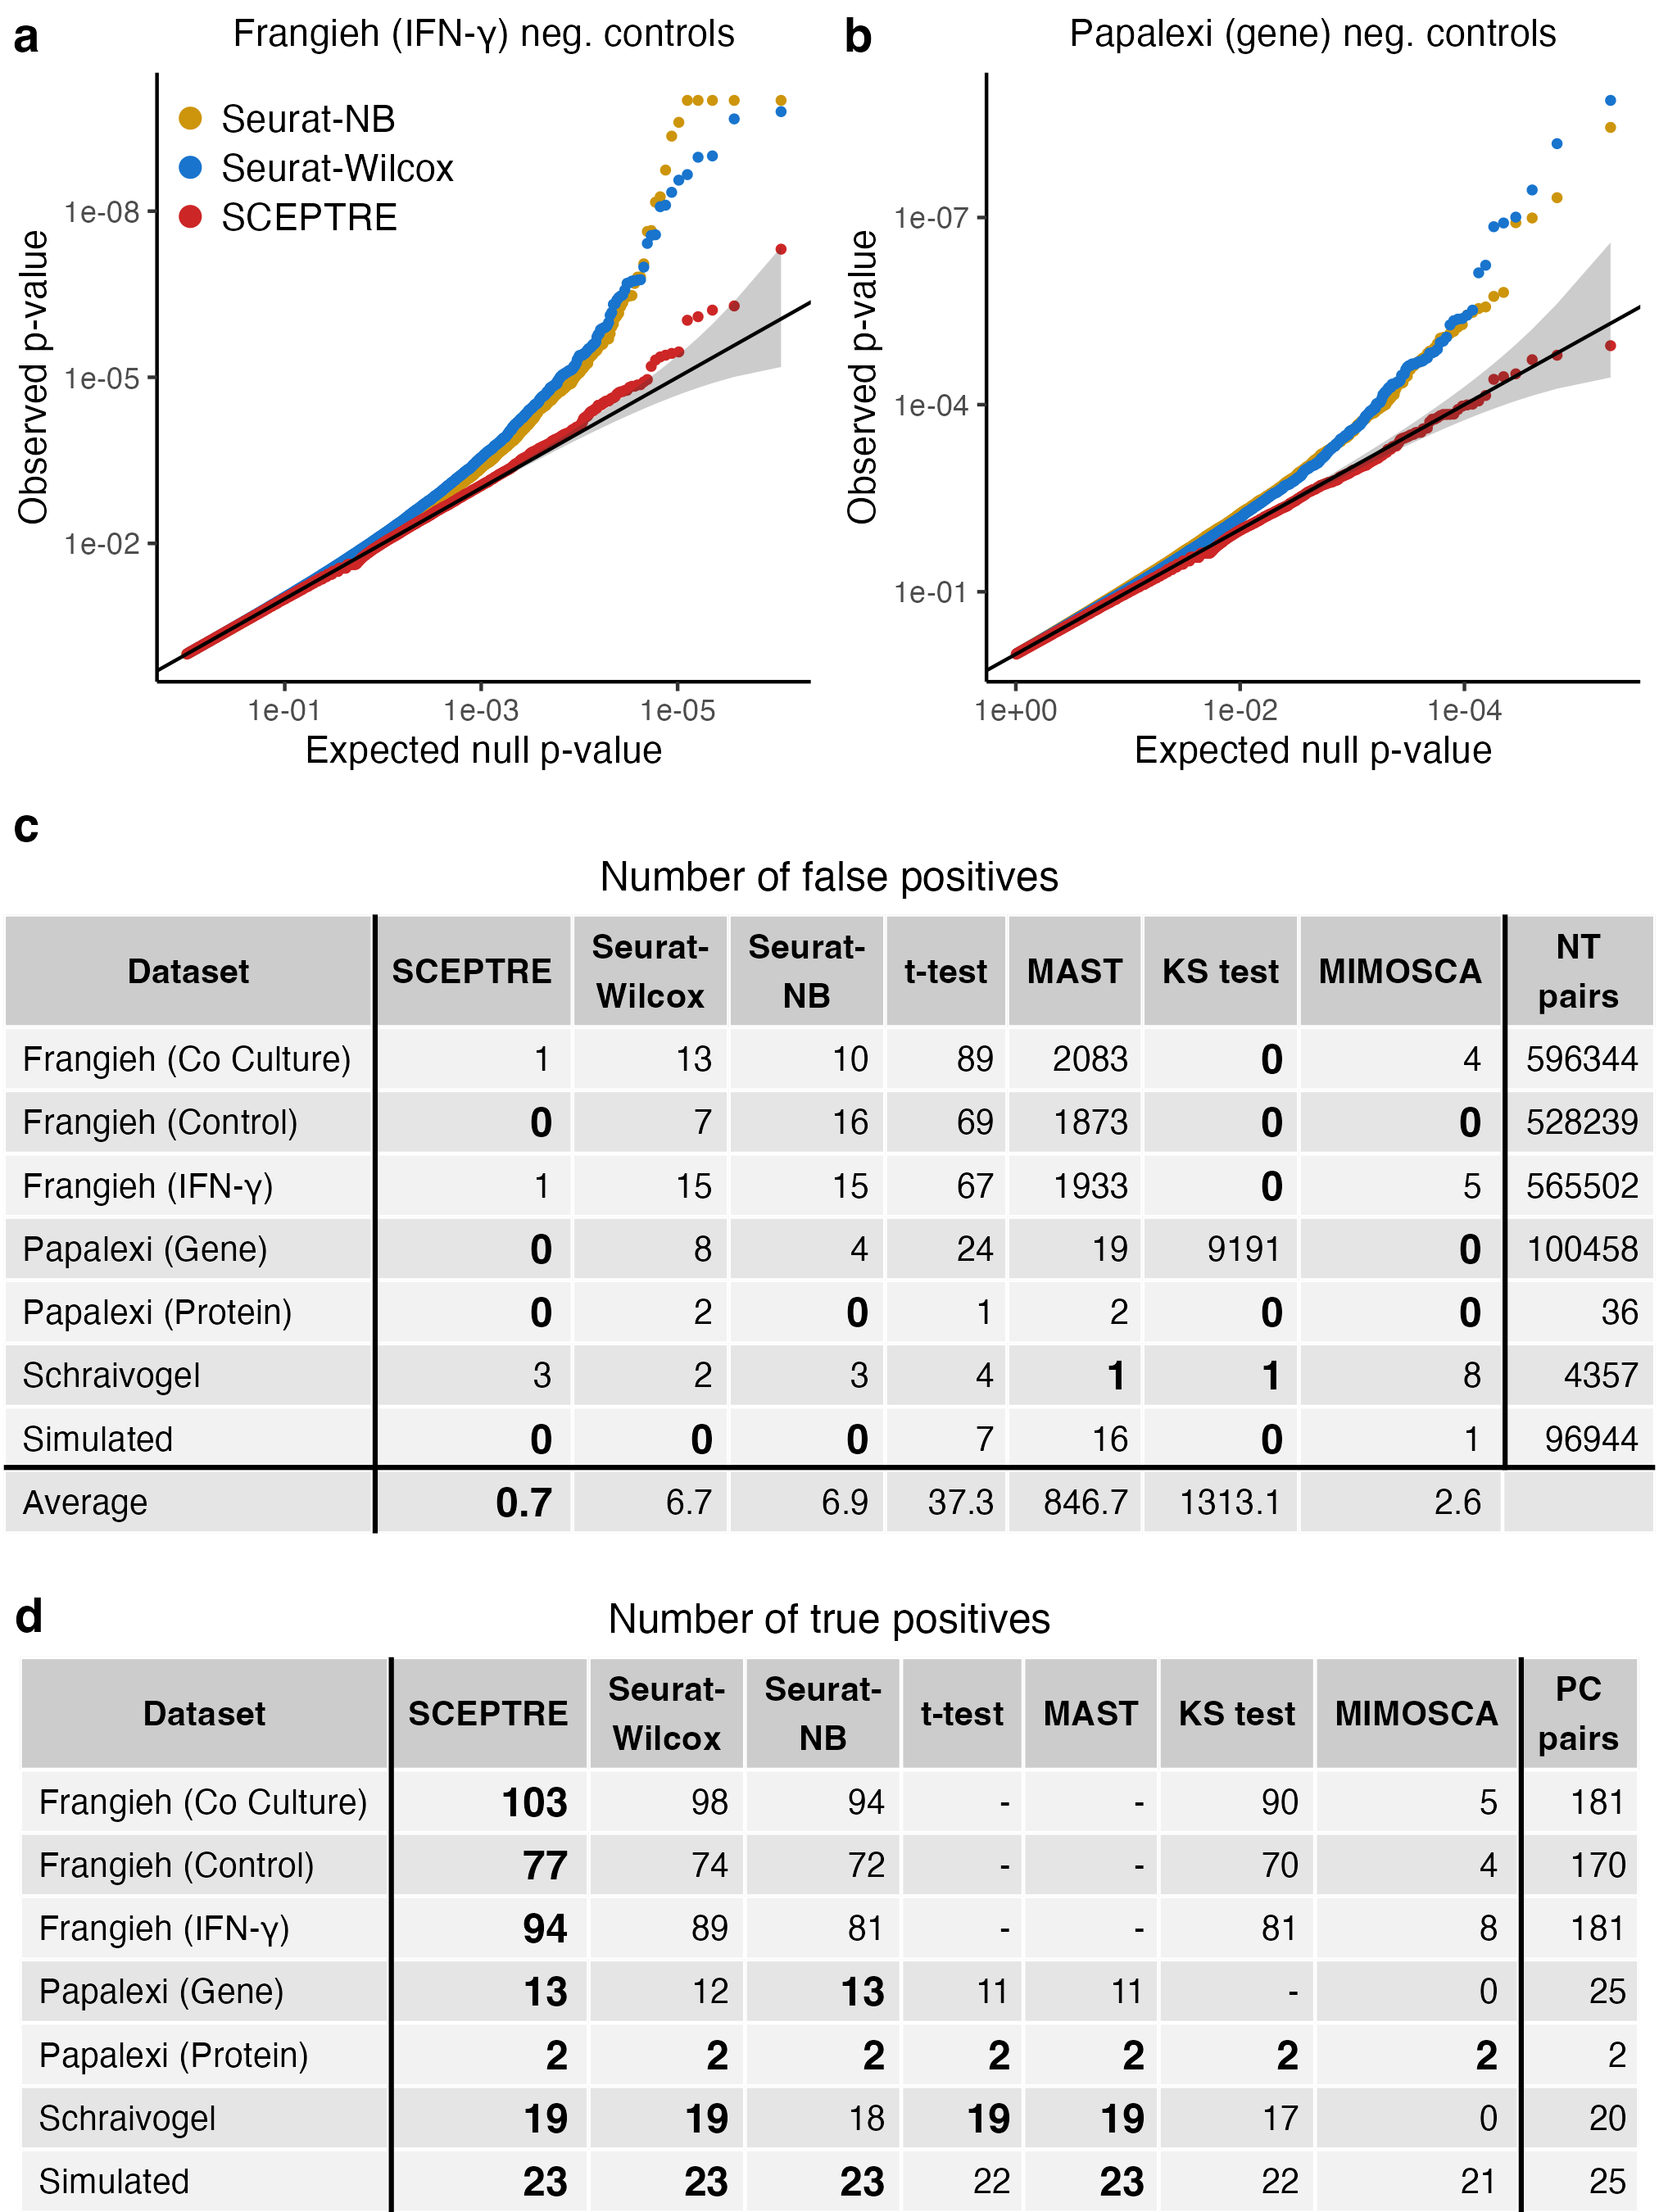 a Frangieh (IFN-γ) neg. controls
Seurat-NB
Seurat-Wilcox
SCEPTRE
Observed p-value
1e-08
1e-05
1e-02
1e-01 1e-03 1e-05
Expected null p-value
b Papalexi (gene) neg. controls
Observed p-value
1e-07
1e-04
1e-01
1e+00 1e-02 1e-04
Expected null p-value
c
Number of false positives
Dataset SCEPTRE Seurat-Wilcox Seurat-NB t-test MAST KS test MIMOSCA NT pairs
Frangieh (Co Culture) 1 13 10 89 2083 0 4 596344
Frangieh (Control) 0 7 16 69 1873 0 0 528239
Frangieh (IFN-γ) 1 15 15 67 1933 0 5 565502
Papalexi (Gene) 0 8 4 24 19 9191 0 100458
Papalexi (Protein) 0 2 0 1 2 0 0 36
Schraivogel 3 2 3 4 1 1 8 4357
Simulated 0 0 0 7 16 0 1 96944
Average 0.7 6.7 6.9 37.3 846.7 1313.1 2.6
d Number of true positives
Dataset SCEPTRE Seurat-Wilcox Seurat-NB t-test MAST KS test MIMOSCA PC pairs
Frangieh (Co Culture) 103 98 94 - - 90 5 181
Frangieh (Control) 77 74 72 - - 70 4 170
Frangieh (IFN-γ) 94 89 81 - - 81 8 181
Papalexi (Gene) 13 12 13 11 11 - 0 25
Papalexi (Protein) 2 2 2 2 2 2 2 2
Schraivogel 19 19 18 19 19 17 0 20
Simulated 23 23 23 22 23 22 21 25